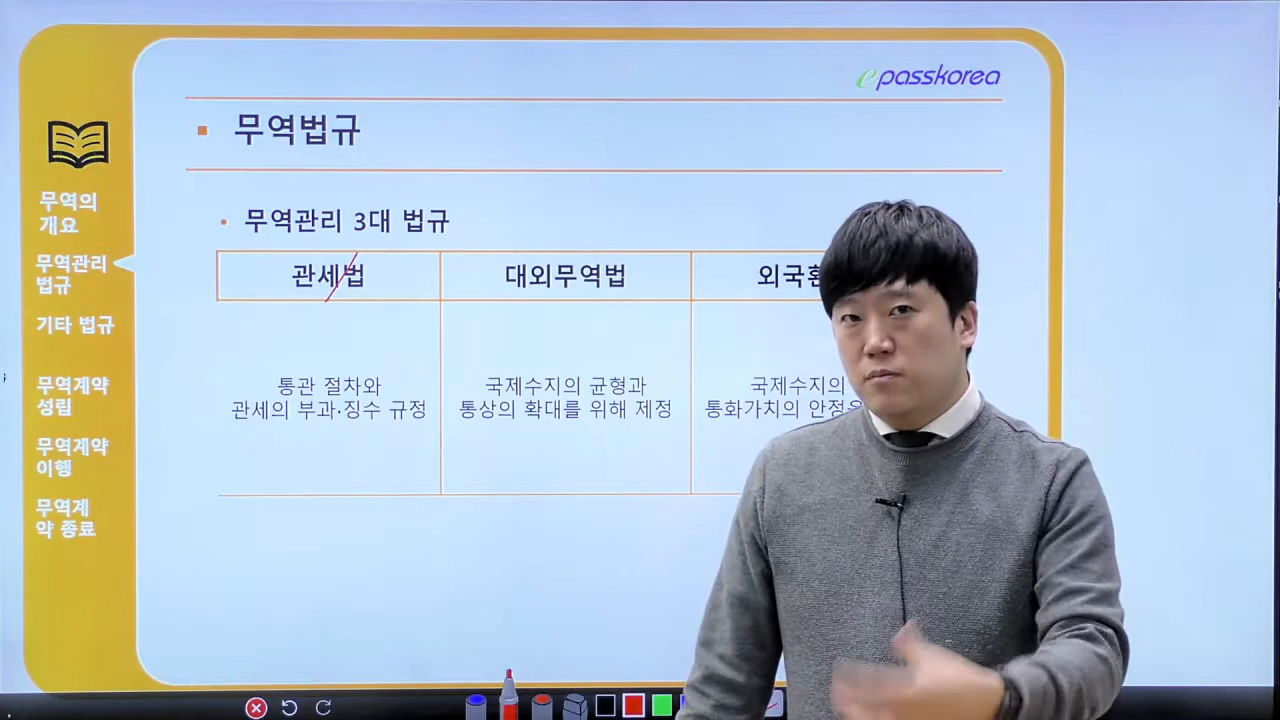 epasskorea
무역법규
무역관리 3대 법규
관세법
대외무역법
외국환
통관 절차와
관세의 부과·징수 규정
국제수지의 균형과
통상의 확대를 위해 제정
국제수지의
통화가치의 안정을
무역의
개요
무역관리
법규
기타 법규
무역계약
성립
무역계약
이행
무역계
약 종료